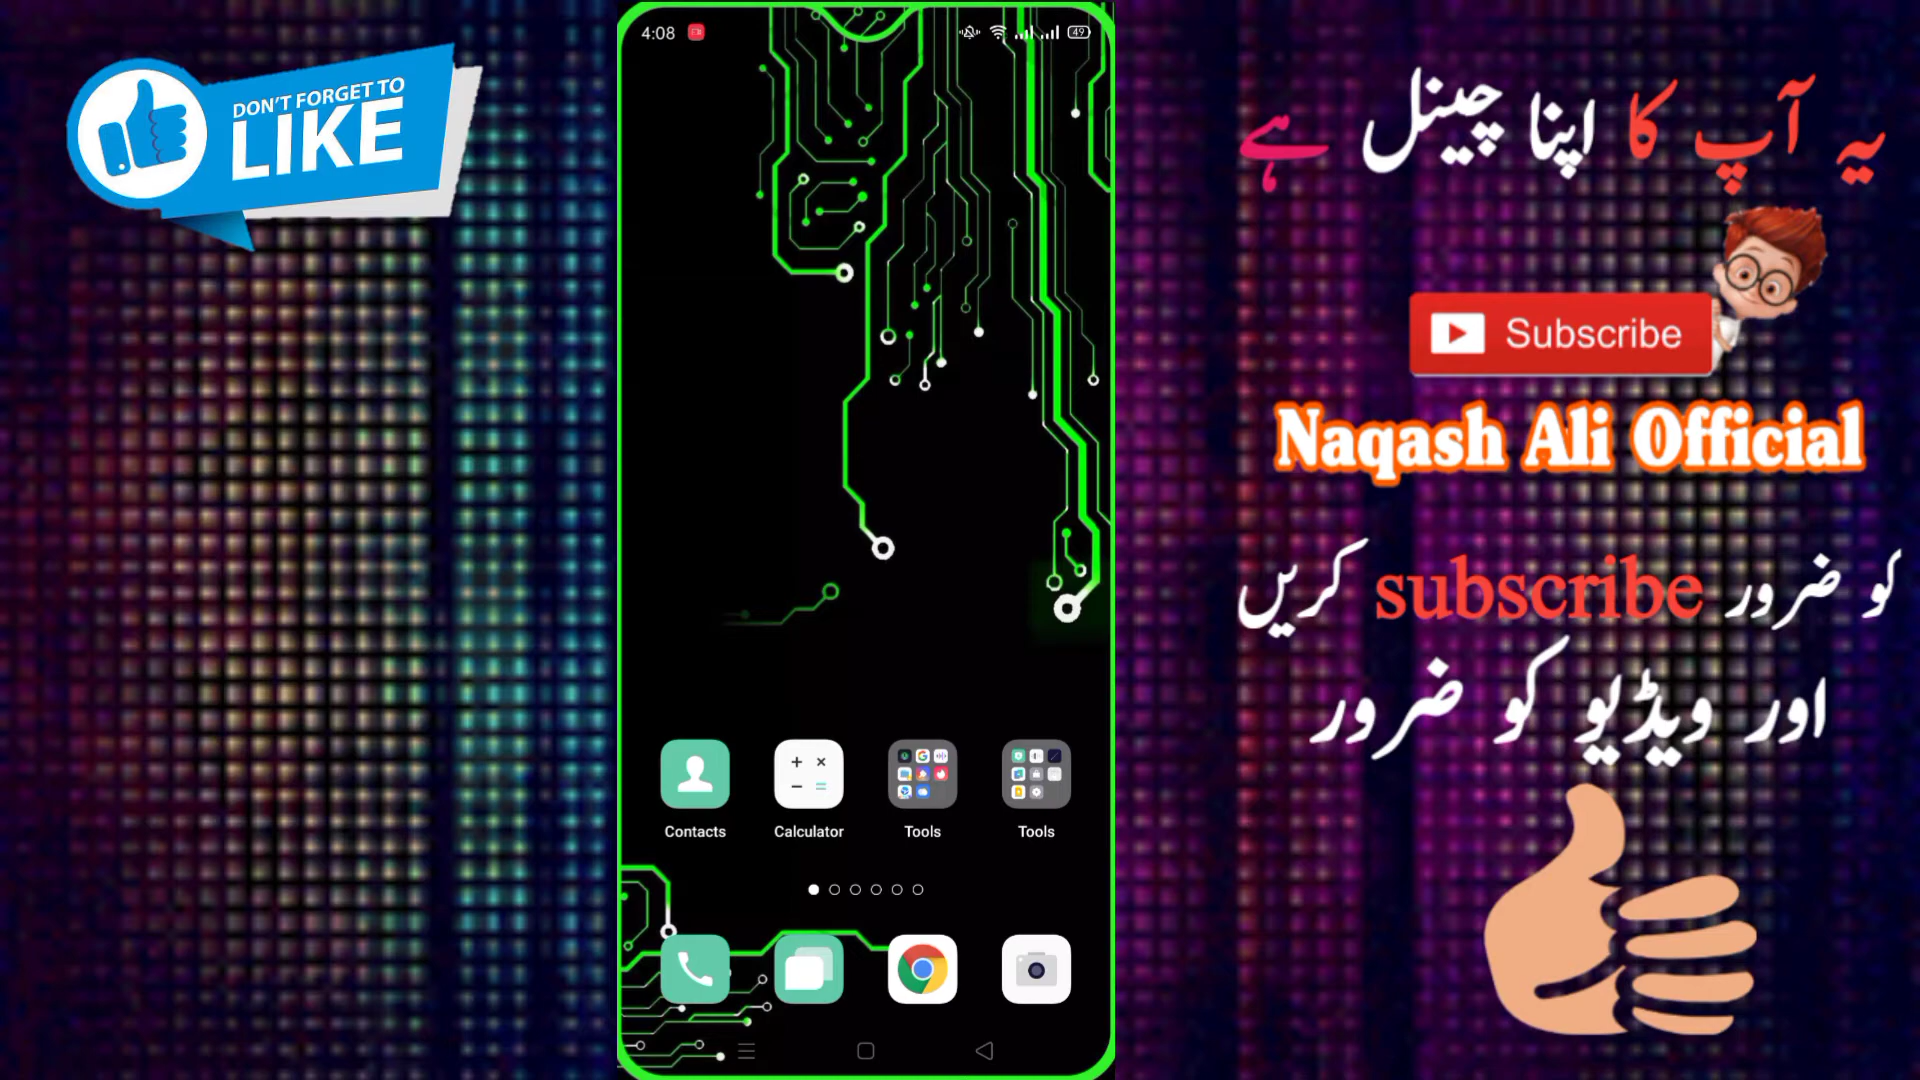 DON'T FORGET TO
LIKE
4:08
49
Contacts
Calculator
Tools
Tools
یہ آپ کا اپنا چینل ہے
Subscribe
Naqash Ali Official
کو ضرور subscribe کریں
اور ویڈیو کو ضرور